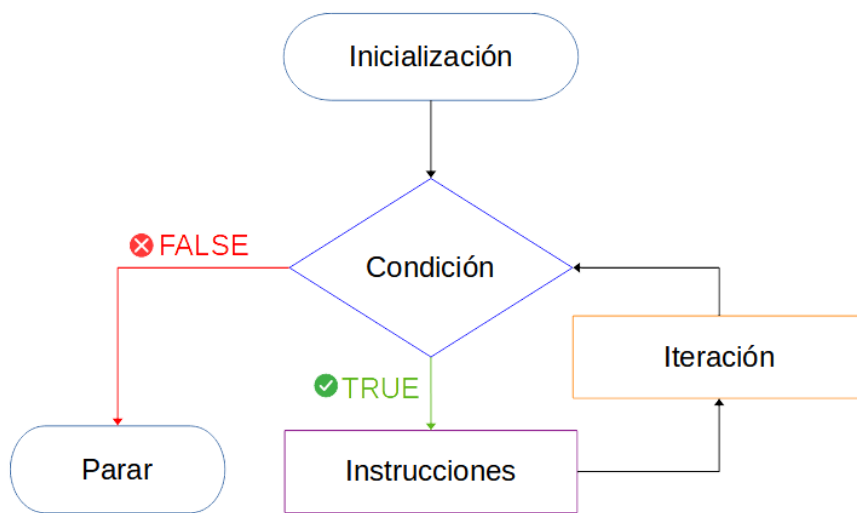 Inicialización
FALSE
Condición
Iteración
TRUE
Parar
Instrucciones